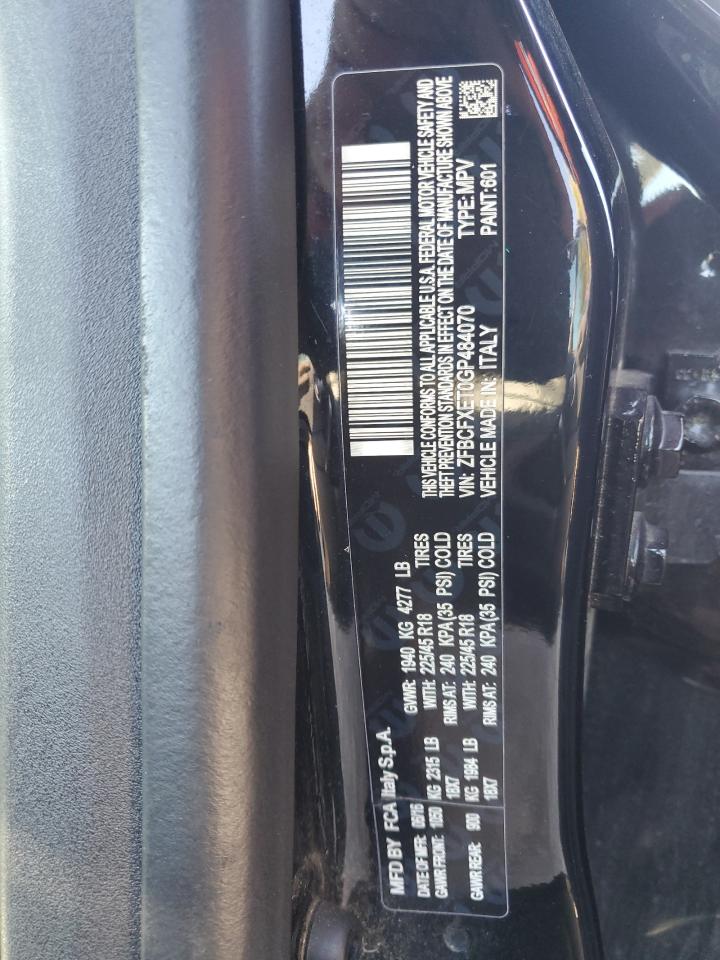 MFD BY FCA Italy S.p.A.
DATE OF MFR: 05/16 GWVR: 1940 KG 4277 LB
GAWR FRONT: 1050 KG 2315 LB WITH: 225/45 R18 TIRES
18X7 RIMS AT: 240 KPA(35 PSI) COLD
GAWR REAR: 900 KG 1984 LB WITH: 225/45 R18 TIRES
18X7 RIMS AT: 240 KPA(35 PSI) COLD
THIS VEHICLE CONFORMS TO ALL APPLICABLE U.S.A. FEDERAL MOTOR VEHICLE SAFETY AND
THEFT PREVENTION STANDARDS IN EFFECT ON THE DATE OF MANUFACTURE SHOWN ABOVE
VIN: ZFBCFXET0GP484070 TYPE: MPV
VEHICLE MADE IN: ITALY PAINT:601